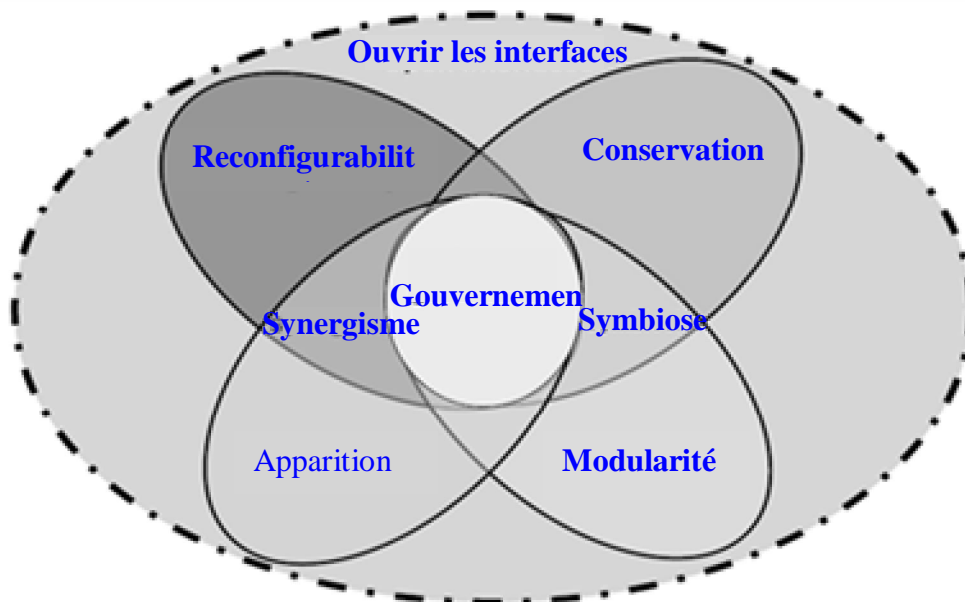 Ouvrir les interfaces
Reconfigurabilit
Conservation
Gouvernemen
Synergisme
Symbiose
Apparition
Modularité